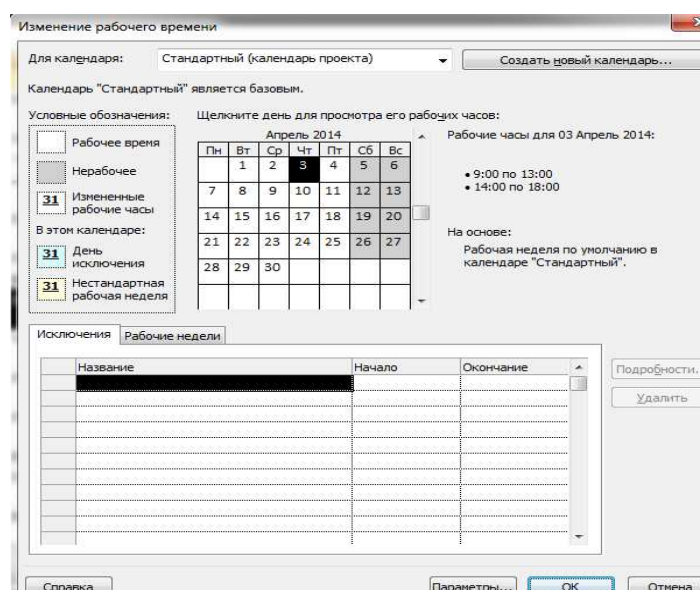 Изменение рабочего времени
Для календаря: Стандартный (календарь проекта) Создать новый календарь...
Календарь "Стандартный" является базовым.
Условные обозначения: Щелкните день для просмотра его рабочих часов:
Рабочее время
Нерабочее
31 Измененные рабочие часы
В этом календаре:
31 День исключения
31 Нестандартная рабочая неделя
Апрель 2014
Пн Вт Ср Чт Пт Сб Вс
1 2 3 4 5 6
7 8 9 10 11 12 13
14 15 16 17 18 19 20
21 22 23 24 25 26 27
28 29 30
Рабочие часы для 03 Апрель 2014:
• 9:00 по 13:00
• 14:00 по 18:00
На основе:
Рабочая неделя по умолчанию в
календаре "Стандартный".
Исключения Рабочие недели
Название Начало Окончание
Подробности.
Удалить
Справка Параметры... ОК Отмена